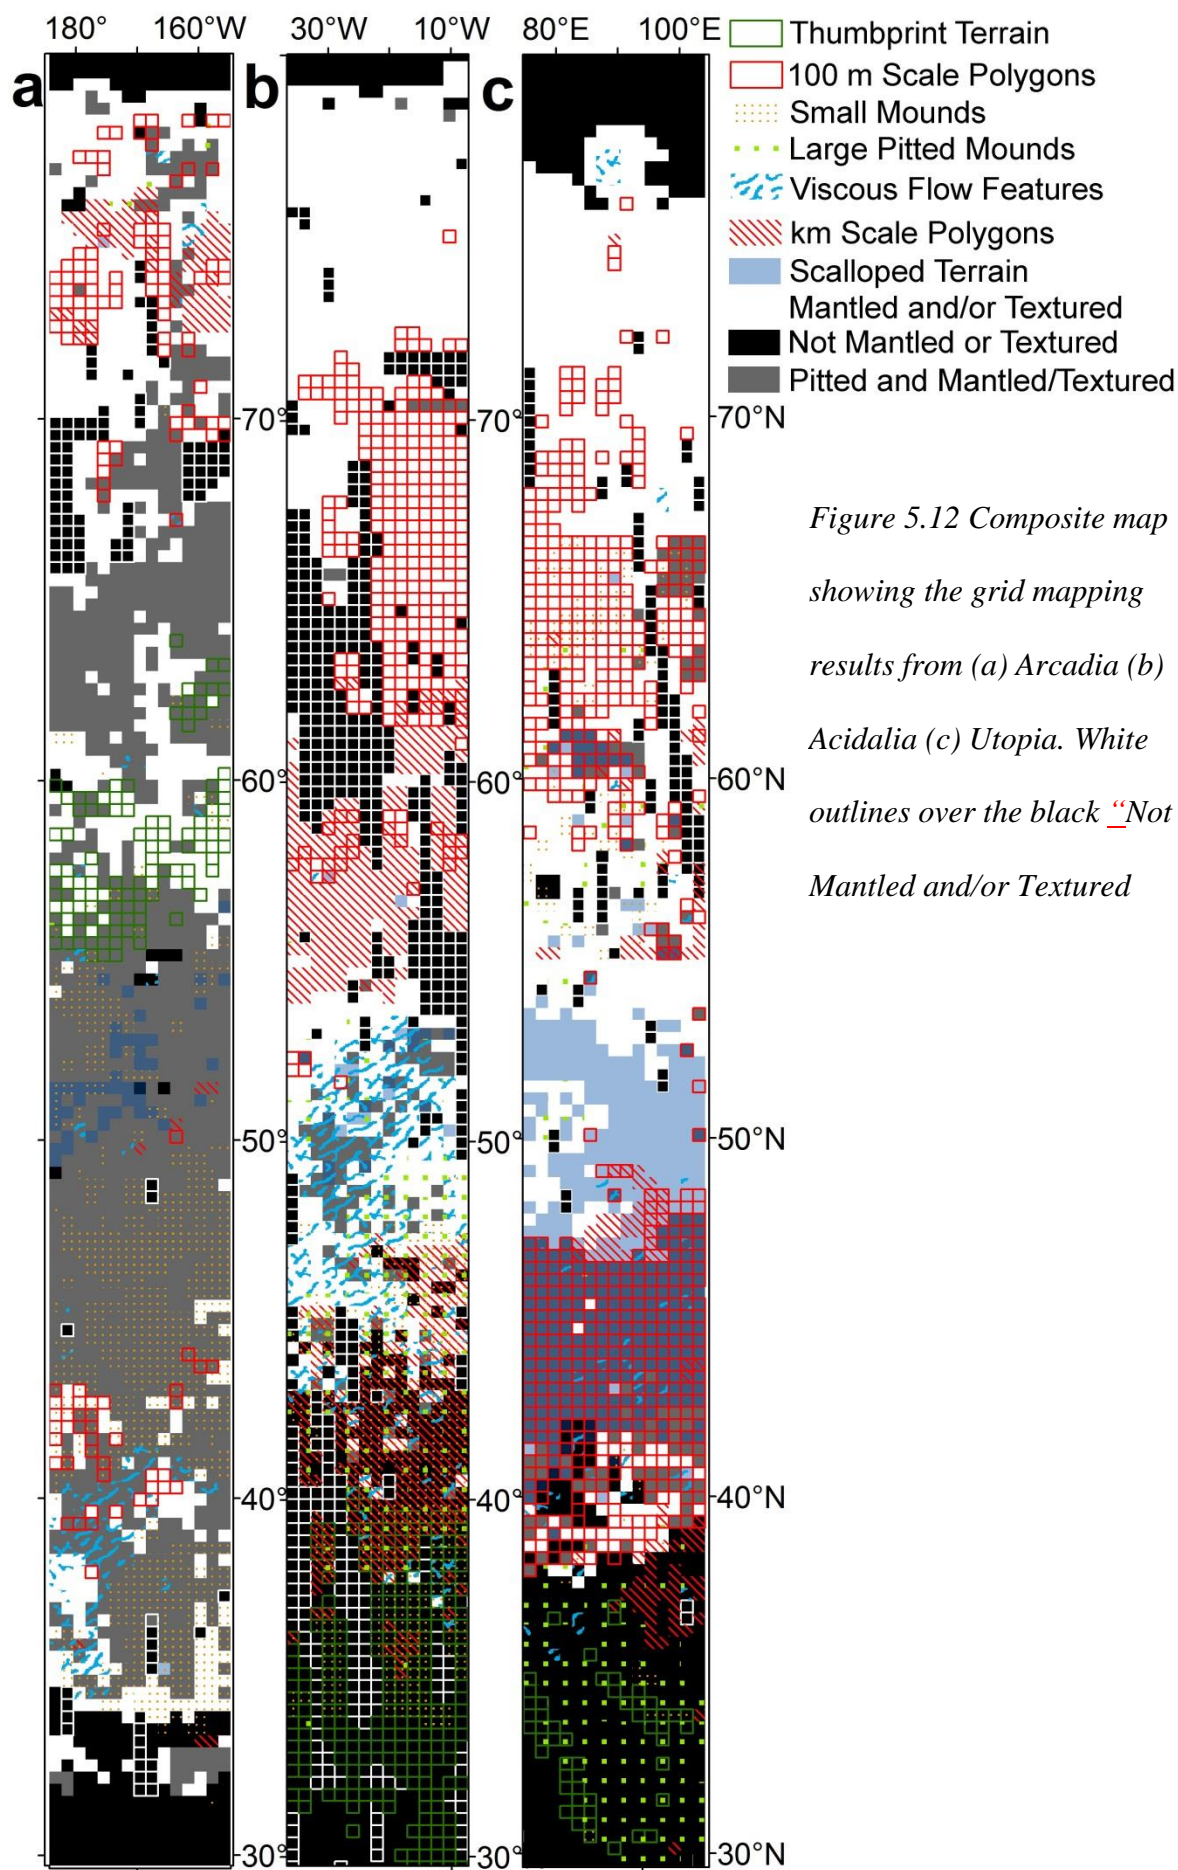 180° 160°W
30°W 10°W
80°E 100°E
a
b
c
Thumbprint Terrain
100 m Scale Polygons
Small Mounds
Large Pitted Mounds
Viscous Flow Features
km Scale Polygons
Scalloped Terrain
Mantled and/or Textured
Not Mantled or Textured
Pitted and Mantled/Textured
70° 70° 70°N
60° 60° 60°N
50° 50° 50°N
40° 40° 40°N
30° 30° 30°N
Figure 5.12 Composite map
showing the grid mapping
results from (a) Arcadia (b)
Acidalia (c) Utopia. White
outlines over the black “Not
Mantled and/or Textured